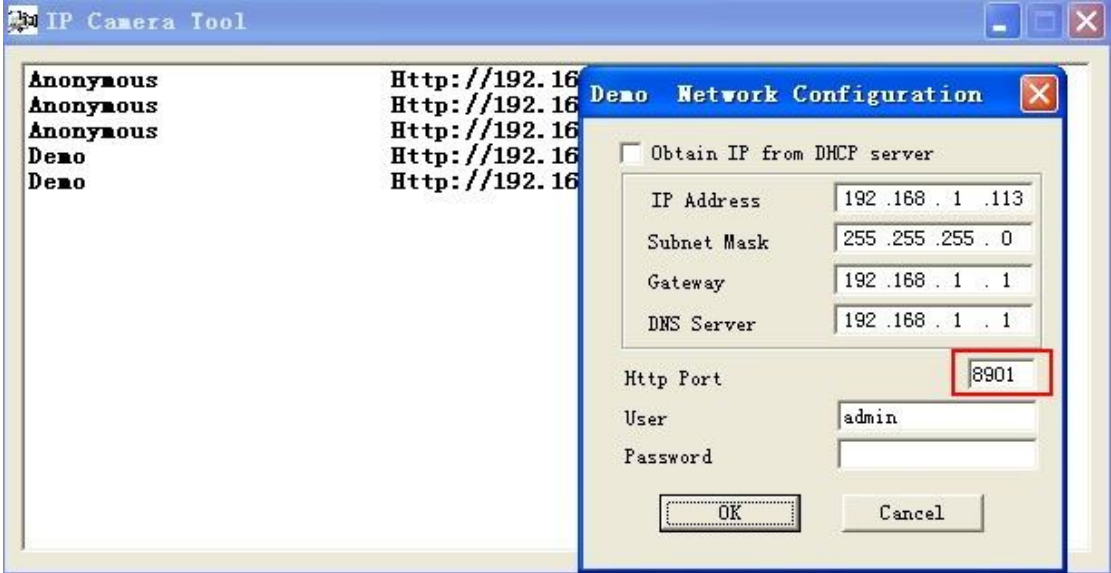 IP Camera Tool
Anonymous Http://192.16
Anonymous Http://192.16
Anonymous Http://192.16
Demo Http://192.16
Demo Http://192.16
Demo Network Configuration
Obtain IP from DHCP server
IP Address 192 .168 . 1 .113
Subnet Mask 255 .255 .255 . 0
Gateway 192 .168 . 1 . 1
DNS Server 192 .168 . 1 . 1
Http Port 8901
User admin
Password
OK Cancel